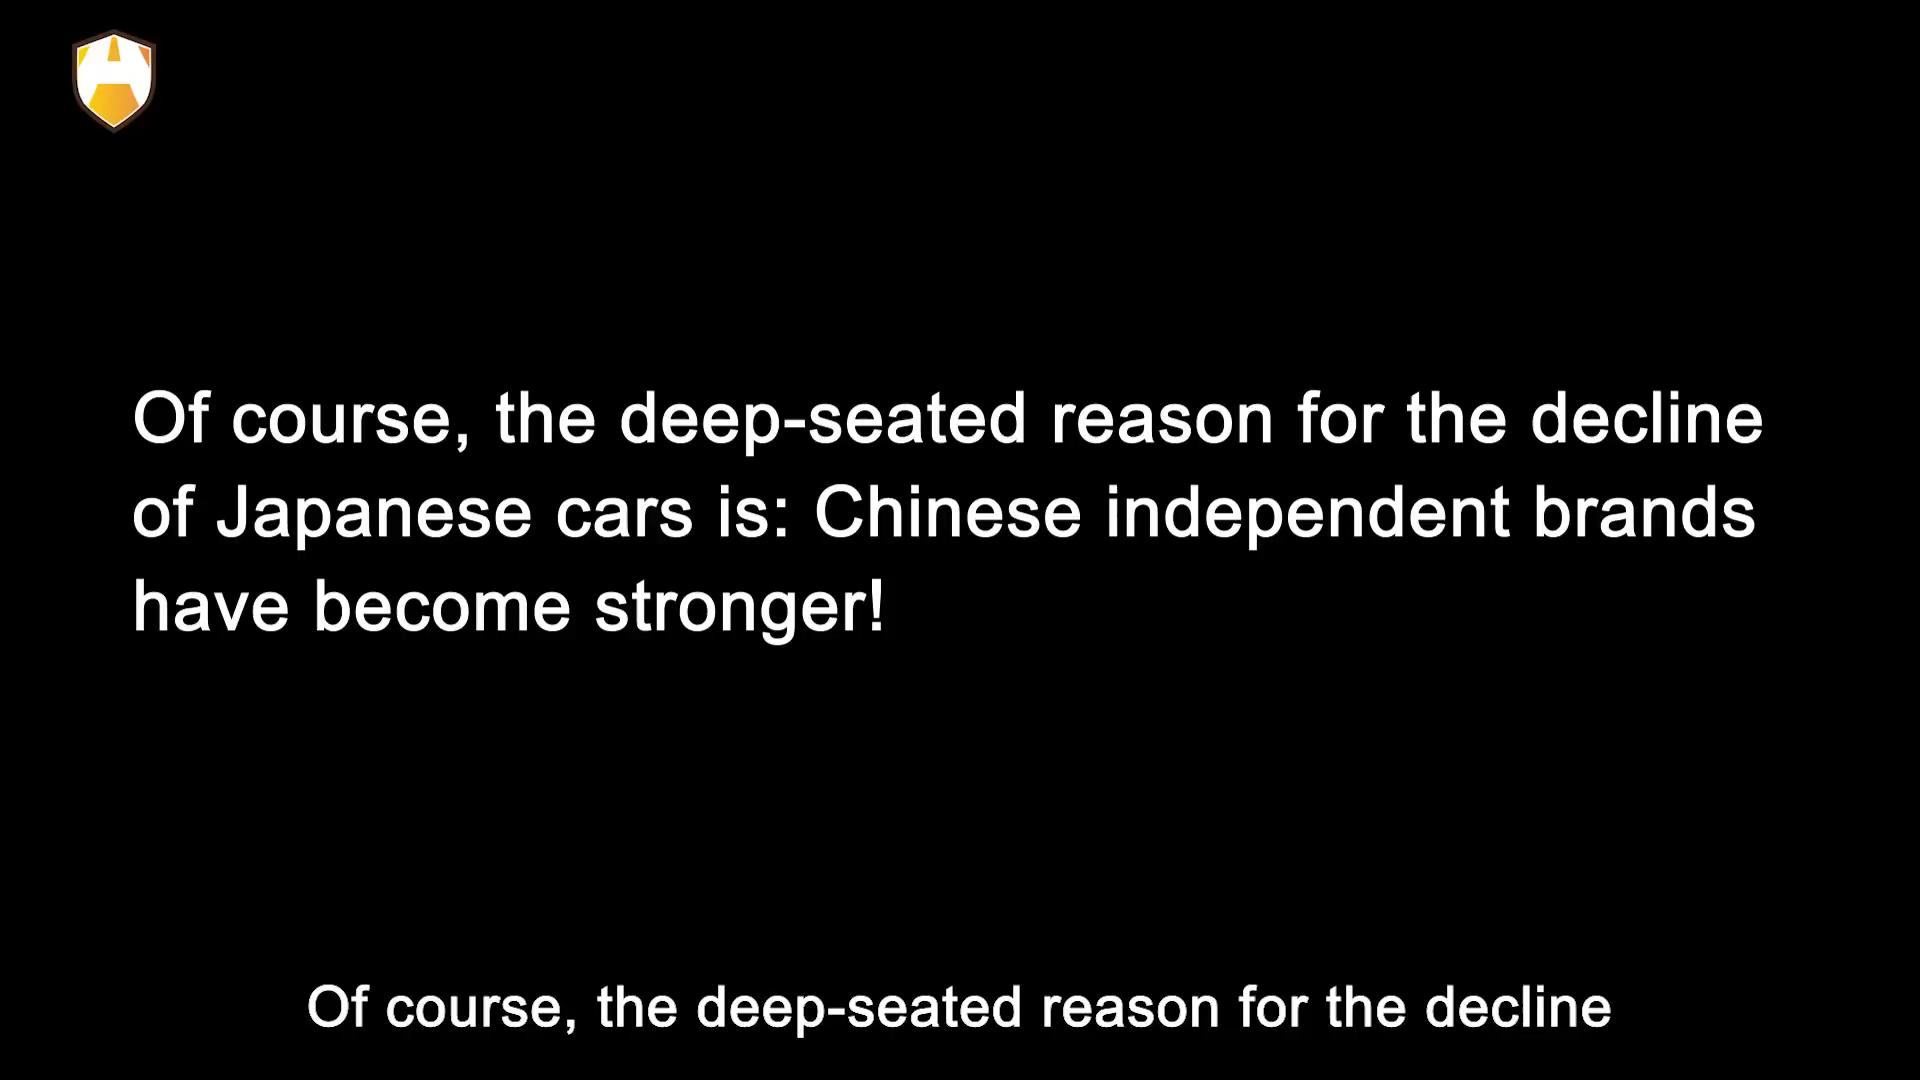 Of course, the deep-seated reason for the decline
of Japanese cars is: Chinese independent brands
have become stronger!
Of course, the deep-seated reason for the decline